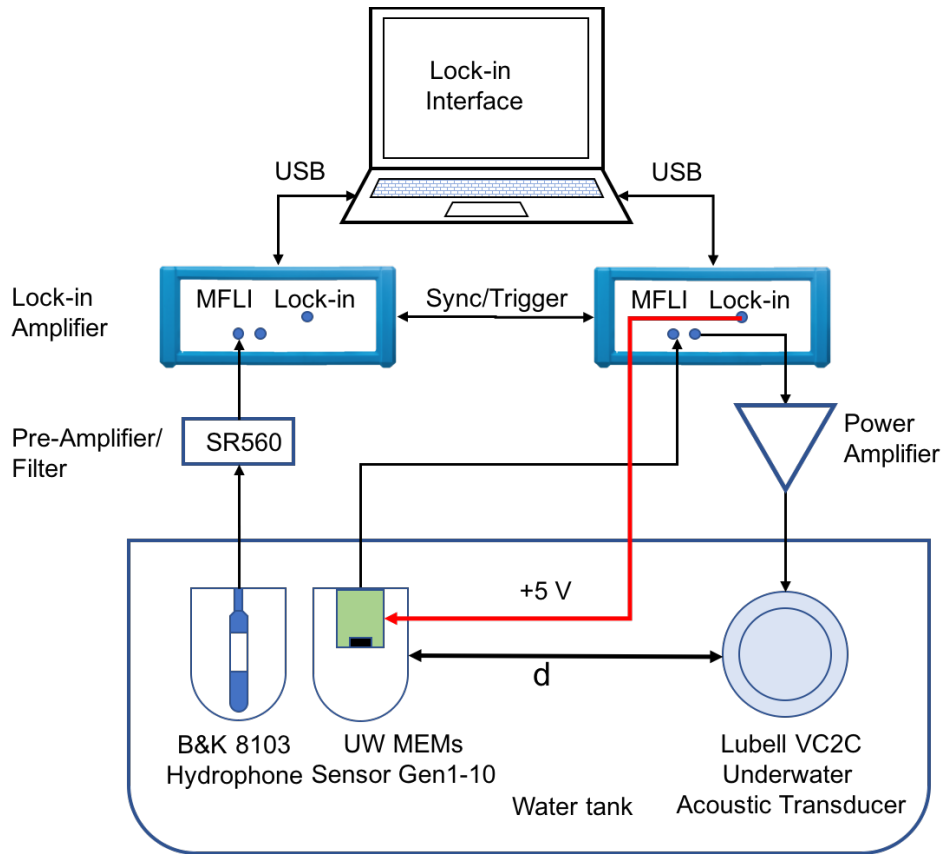 Lock-in
Interface
USB
USB
Lock-in
Amplifier
MFLI Lock-in
Sync/Trigger
MFLI Lock-in
Pre-Amplifier/
Filter
SR560
Power
Amplifier
+5 V
d
B&K 8103
Hydrophone
UW MEMs
Sensor Gen1-10
Lubell VC2C
Underwater
Acoustic Transducer
Water tank